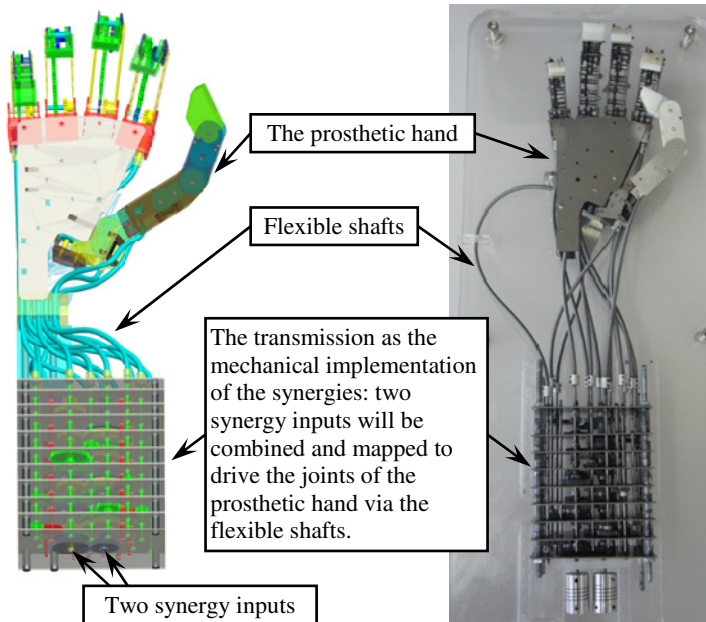 The prosthetic hand
Flexible shafts
The transmission as the
mechanical implementation
of the synergies: two
synergy inputs will be
combined and mapped to
drive the joints of the
prosthetic hand via the
flexible shafts.
Two synergy inputs